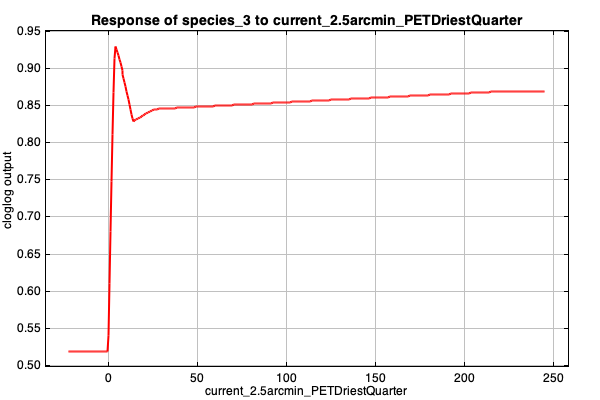 Response of species_3 to current_2.5arcmin_PETDriestQuarter
0.95
0.90
0.85
0.80
0.75
0.70
0.65
0.60
0.55
0.50
cloglog output
0 50 100 150 200 250
current_2.5arcmin_PETDriestQuarter